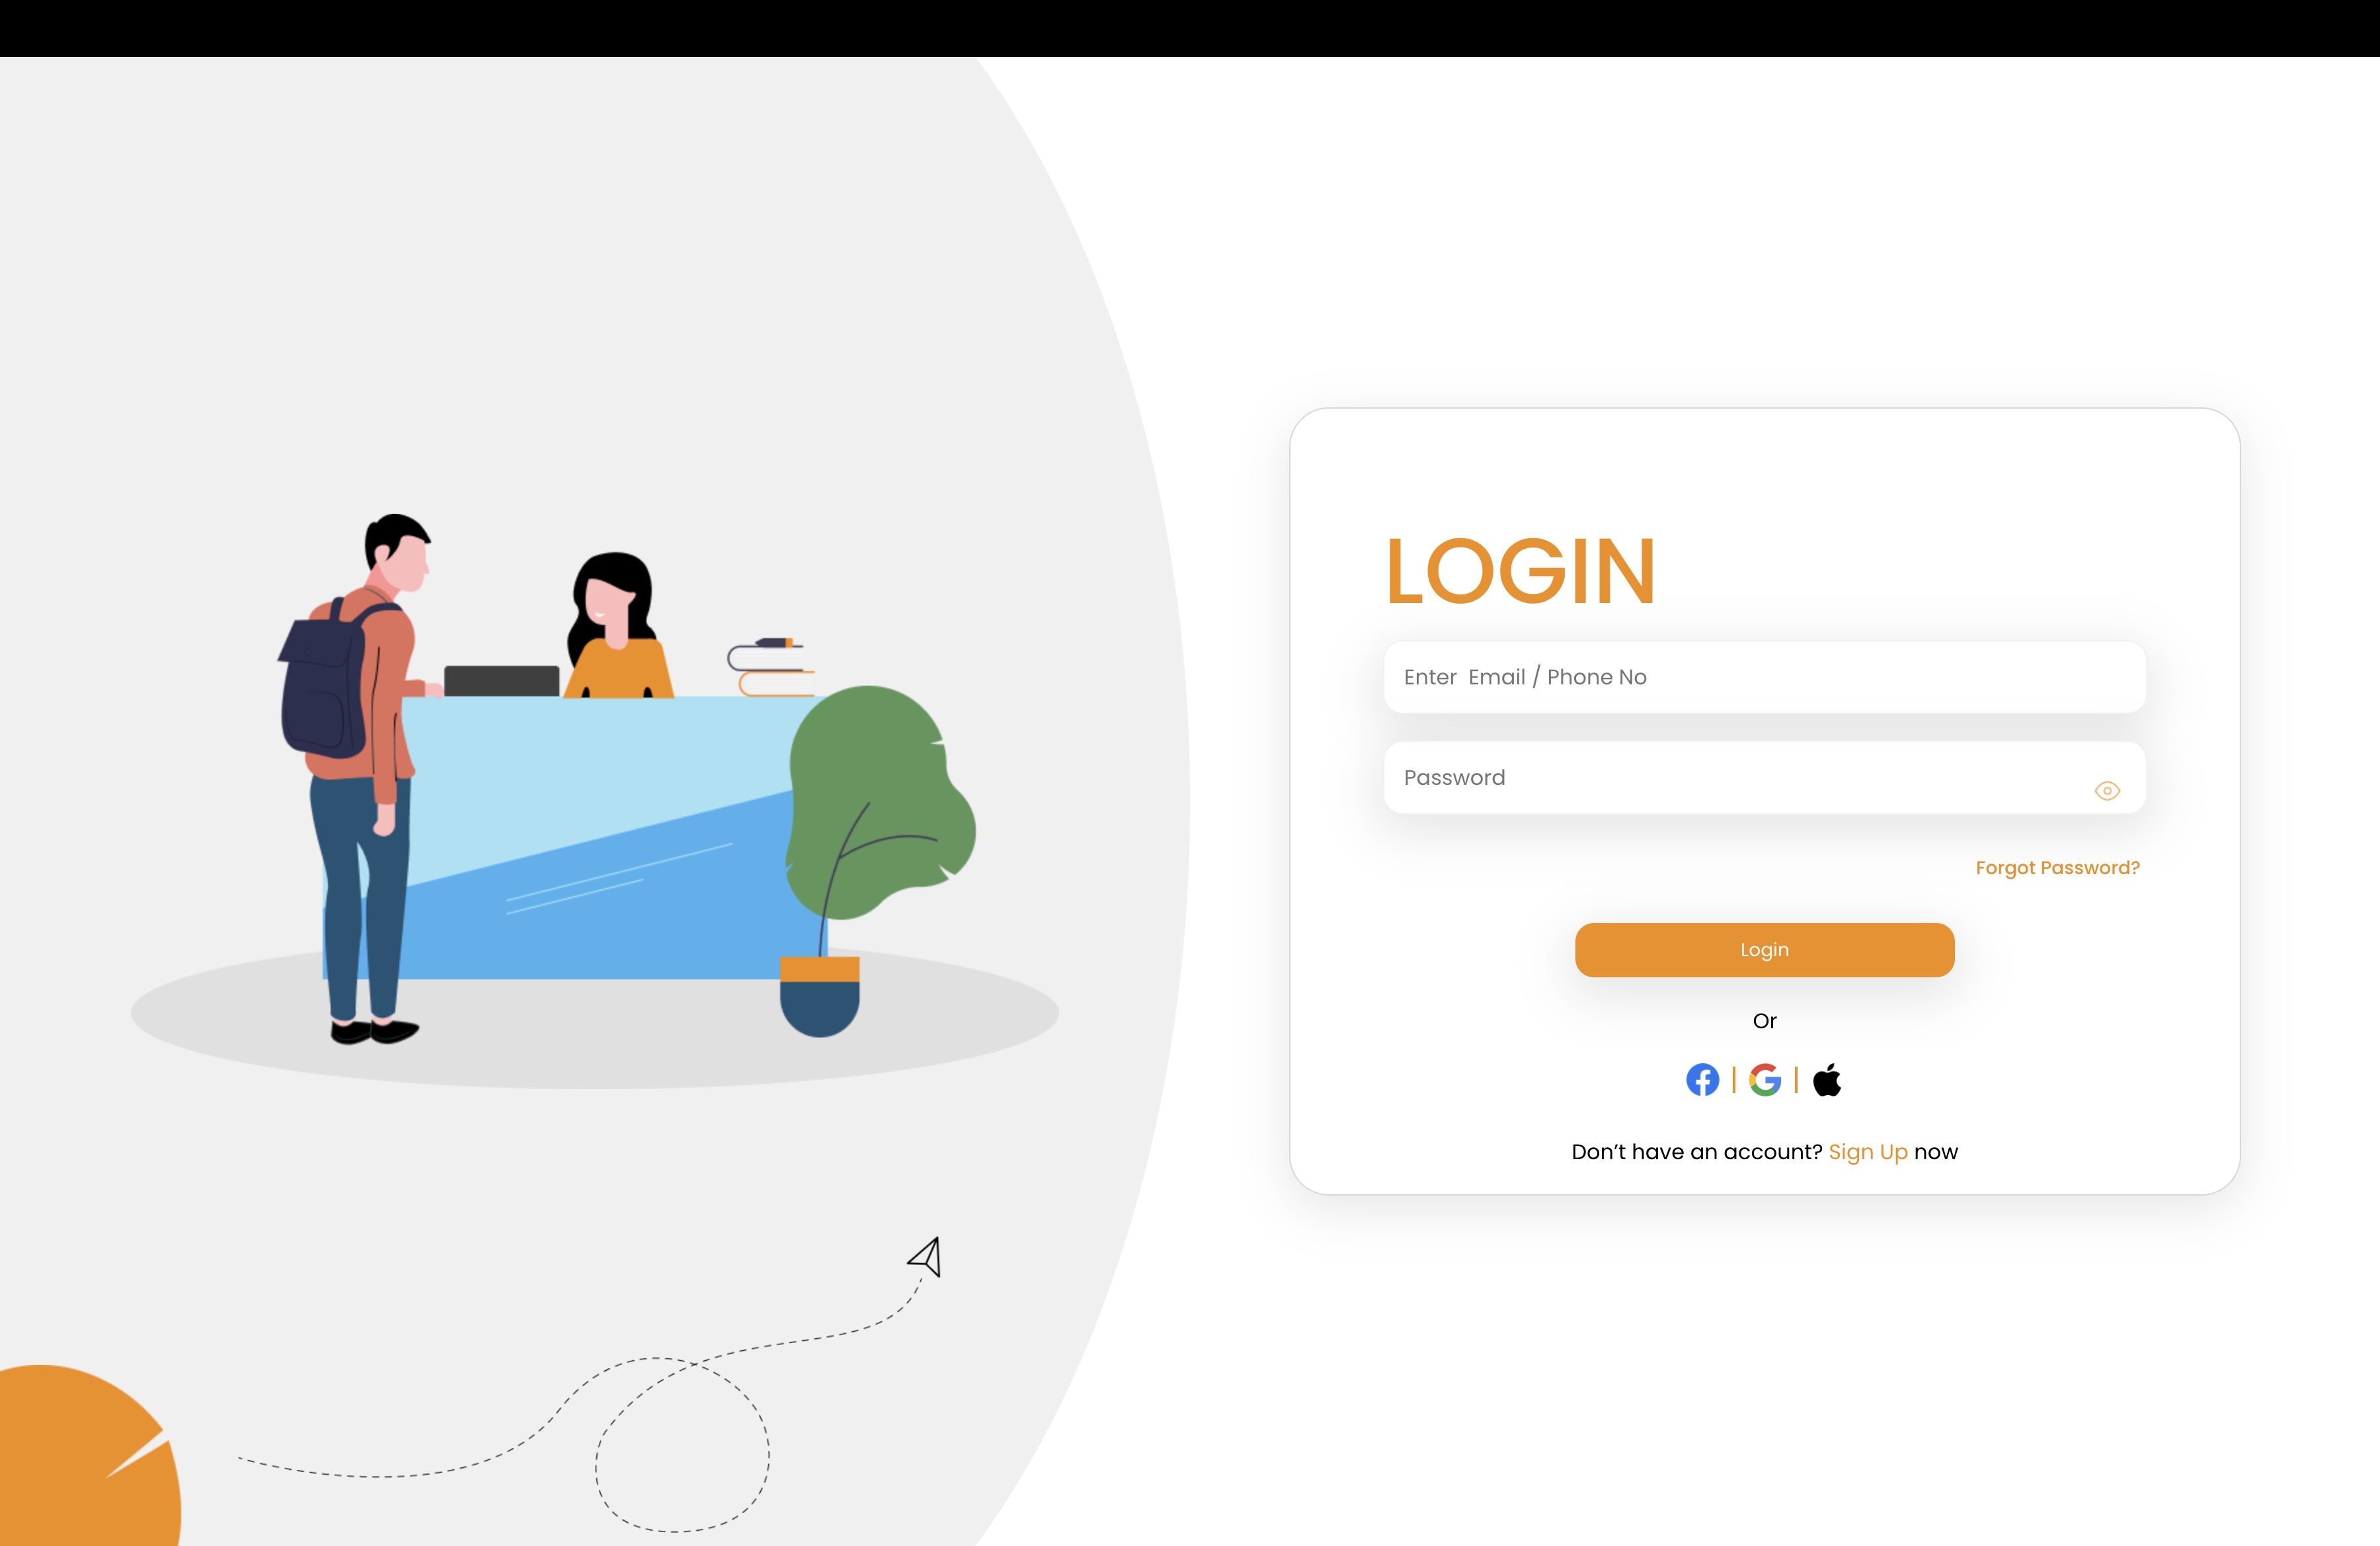 LOGIN
Enter  Email / Phone No
Password
Forgot Password?
Login
Or
Don’t have an account? Sign Up now